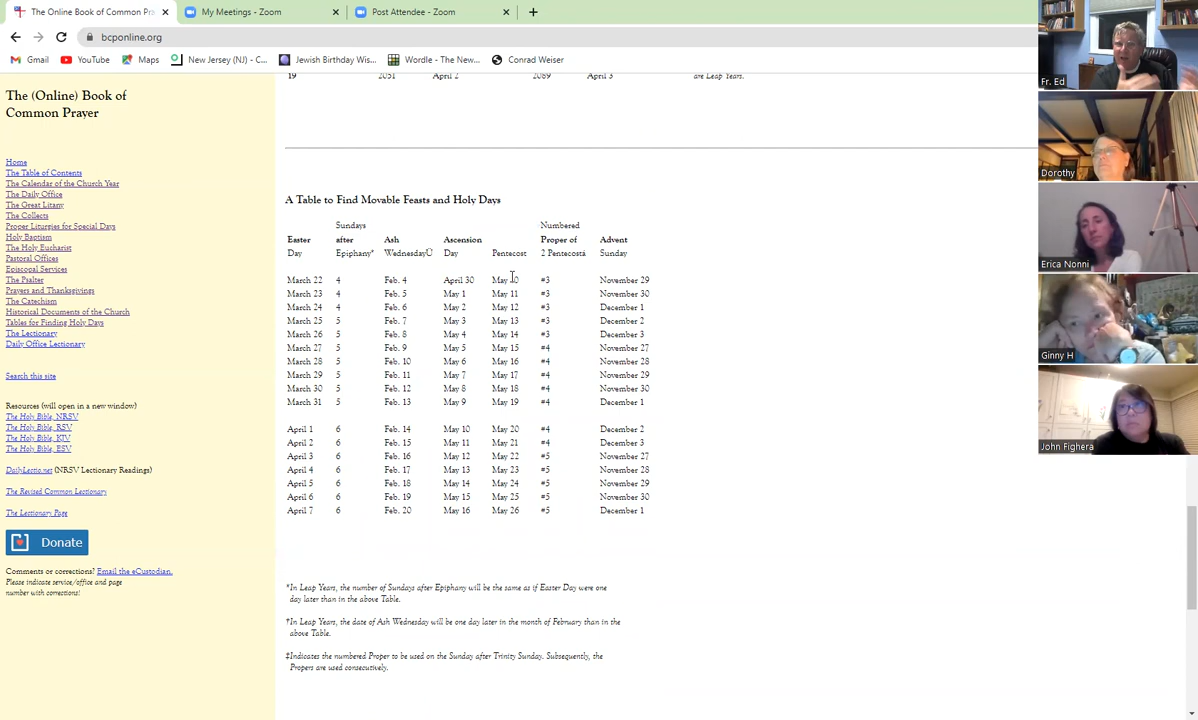 The Online Book of Common Pra
My Meetings - Zoom
Post Attendee - Zoom
bcponline.org
Gmail
YouTube
Maps
New Jersey (NJ) - C...
Jewish Birthday Wis...
Wordle - The New...
Conrad Weiser
The (Online) Book of
Common Prayer
Home
The Table of Contents
The Calendar of the Church Year
The Daily Office
The Great Litany
The Collects
Proper Liturgies for Special Days
Holy Baptism
The Holy Eucharist
Pastoral Offices
Episcopal Services
The Psalter
Prayers and Thanksgivings
The Catechism
Historical Documents of the Church
Tables for Finding Holy Days
The Lectionary
Daily Office Lectionary
Search this site
Resources (will open in a new window)
The Holy Bible, NRSV
The Holy Bible, RSV
The Holy Bible, KJV
The Holy Bible, ESV
DailyLectio.net (NRSV Lectionary Readings)
The Revised Common Lectionary
The Lectionary Page
Donate
Comments or corrections? Email the eCustodian.
Please indicate service/office and page
number with corrections!
19 2051 April 2 2089 April 3 are Leap Years.
A Table to Find Movable Feasts and Holy Days
Sundays Numbered
Easter after Ash Ascension Proper of Advent
Day Epiphany* WednesdayÜ Day Pentecost 2 Pentecostá Sunday
March 22 4 Feb. 4 April 30 May 10 #3 November 29
March 23 4 Feb. 5 May 1 May 11 #3 November 30
March 24 4 Feb. 6 May 2 May 12 #3 December 1
March 25 5 Feb. 7 May 3 May 13 #3 December 2
March 26 5 Feb. 8 May 4 May 14 #3 December 3
March 27 5 Feb. 9 May 5 May 15 #4 November 27
March 28 5 Feb. 10 May 6 May 16 #4 November 28
March 29 5 Feb. 11 May 7 May 17 #4 November 29
March 30 5 Feb. 12 May 8 May 18 #4 November 30
March 31 5 Feb. 13 May 9 May 19 #4 December 1
April 1 6 Feb. 14 May 10 May 20 #4 December 2
April 2 6 Feb. 15 May 11 May 21 #4 December 3
April 3 6 Feb. 16 May 12 May 22 #5 November 27
April 4 6 Feb. 17 May 13 May 23 #5 November 28
April 5 6 Feb. 18 May 14 May 24 #5 November 29
April 6 6 Feb. 19 May 15 May 25 #5 November 30
April 7 6 Feb. 20 May 16 May 26 #5 December 1
*In Leap Years, the number of Sundays after Epiphany will be the same as if Easter Day were one
day later than in the above Table.
†In Leap Years, the date of Ash Wednesday will be one day later in the month of February than in the
above Table.
‡Indicates the numbered Proper to be used on the Sunday after Trinity Sunday. Subsequently, the
Propers are used consecutively.
Fr. Ed
Dorothy
Erica Nonni
Ginny H
John Fighera